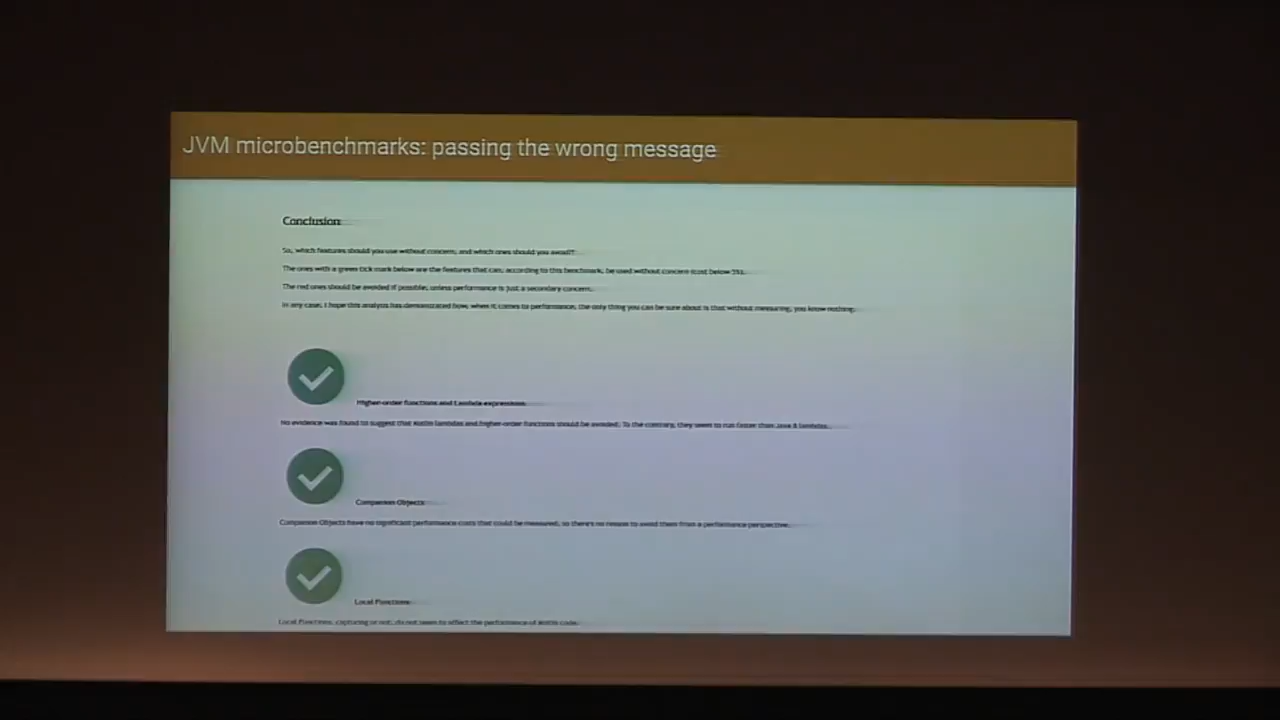 JVM microbenchmarks: passing the wrong message
Conclusion
So, which features should you use without concern, and which ones should you avoid?
The ones with a green tick mark below are the features that can, according to this benchmark, be used without concern (cost below 5%).
The red ones should be avoided if possible, unless performance is just a secondary concern.
In any case, I hope this analysis has demonstrated how, when it comes to performance, the only thing you can be sure about is that without measuring, you know nothing.
Higher-order functions and Lambda expressions
No evidence was found to suggest that Kotlin lambdas and higher-order functions should be avoided. To the contrary, they seem to run faster than Java 8 lambdas.
Companion Objects
Companion Objects have no significant performance costs that could be measured, so there's no reason to avoid them from a performance perspective.
Local Functions
Local Functions, capturing or not, do not seem to affect the performance of Kotlin code.